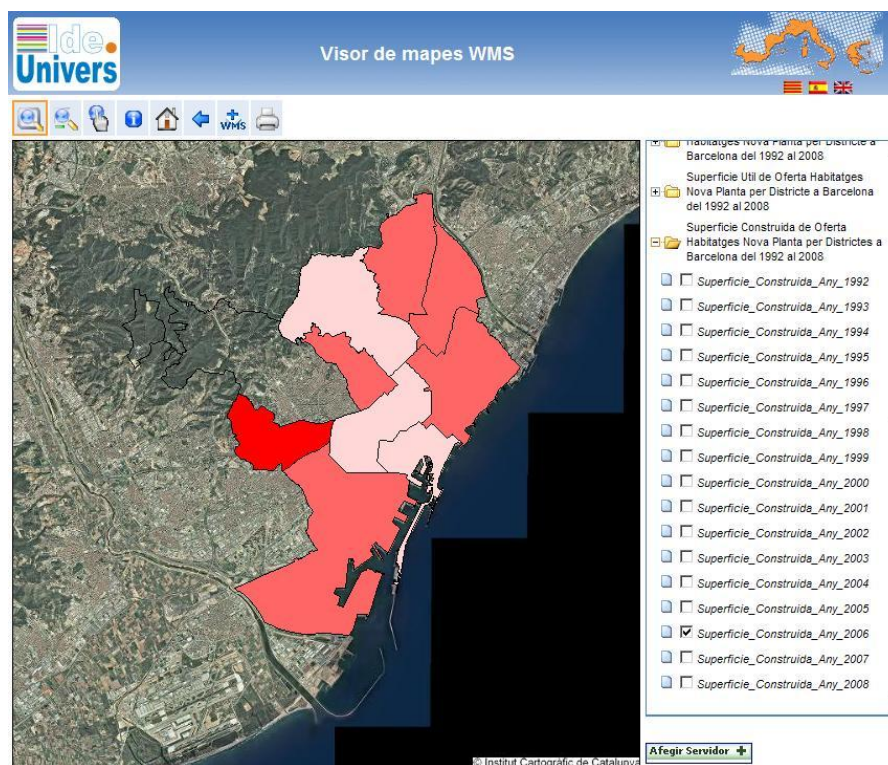 Ide.
Univers
Visor de mapes WMS
WMS
Habitatges Nova Planta per Districte a
Barcelona del 1992 al 2008
Superficie Util de Oferta Habitatges
Nova Planta per Districte a Barcelona
del 1992 al 2008
Superficie Construida de Oferta
Habitatges Nova Planta per Districtes a
Barcelona del 1992 al 2008
Superficie_Construida_Any_1992
Superficie_Construida_Any_1993
Superficie_Construida_Any_1994
Superficie_Construida_Any_1995
Superficie_Construida_Any_1996
Superficie_Construida_Any_1997
Superficie_Construida_Any_1998
Superficie_Construida_Any_1999
Superficie_Construida_Any_2000
Superficie_Construida_Any_2001
Superficie_Construida_Any_2002
Superficie_Construida_Any_2003
Superficie_Construida_Any_2004
Superficie_Construida_Any_2005
Superficie_Construida_Any_2006
Superficie_Construida_Any_2007
Superficie_Construida_Any_2008
Afegir Servidor +
© Institut Cartogràfic de Catalunya